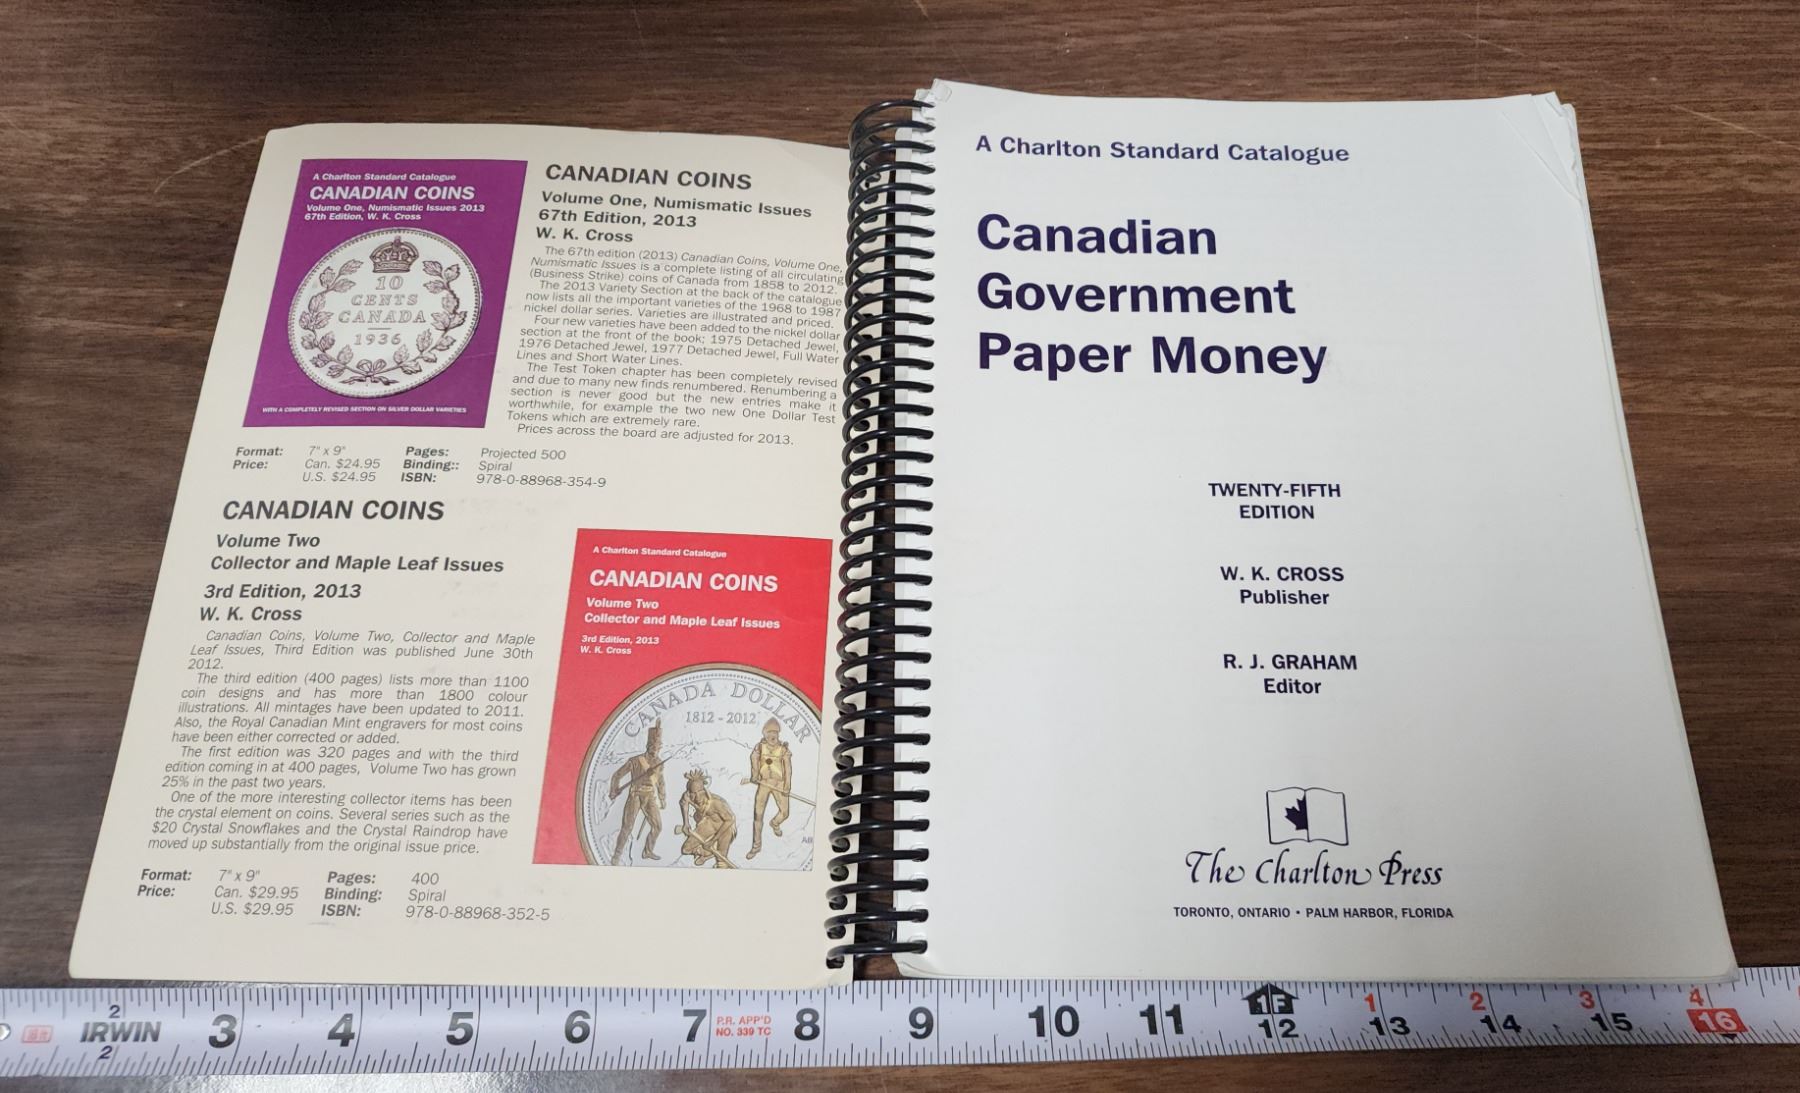 A Charlton Standard Catalogue
CANADIAN COINS
Volume One, Numismatic Issues 2013
67th Edition, W. K. Cross
10
CENTS
CANADA
1936
WITH A COMPLETELY REVISED SECTION ON SILVER DOLLAR VARIETIES
CANADIAN COINS
Volume One, Numismatic Issues
67th Edition, 2013
W. K. Cross
The 67th edition (2013) Canadian Coins, Volume One,
Numismatic Issues is a complete listing of all circulating
(Business Strike) coins of Canada from 1858 to 2012.
The 2013 Variety Section at the back of the catalogue
now lists all the important varieties of the 1968 to 1987
nickel dollar series. Varieties are illustrated and priced.
Four new varieties have been added to the nickel dollar
section at the front of the book; 1975 Detached Jewel,
1976 Detached Jewel, 1977 Detached Jewel, Full Water
Lines and Short Water Lines.
The Test Token chapter has been completely revised
and due to many new finds renumbered. Renumbering a
section is never good but the new entries make it
worthwhile, for example the two new One Dollar Test
Tokens which are extremely rare.
Prices across the board are adjusted for 2013.
Format: 7" x 9" Pages: Projected 500
Price: Can. $24.95 Binding:: Spiral
U.S. $24.95 ISBN: 978-0-88968-354-9
CANADIAN COINS
Volume Two
Collector and Maple Leaf Issues
3rd Edition, 2013
W. K. Cross
Canadian Coins, Volume Two, Collector and Maple
Leaf Issues, Third Edition was published June 30th
2012.
The third edition (400 pages) lists more than 1100
coin designs and has more than 1800 colour
illustrations. All mintages have been updated to 2011.
Also, the Royal Canadian Mint engravers for most coins
have been either corrected or added.
The first edition was 320 pages and with the third
edition coming in at 400 pages, Volume Two has grown
25% in the past two years.
One of the more interesting collector items has been
the crystal element on coins. Several series such as the
$20 Crystal Snowflakes and the Crystal Raindrop have
moved up substantially from the original issue price.
A Charlton Standard Catalogue
CANADIAN COINS
Volume Two
Collector and Maple Leaf Issues
3rd Edition, 2013
W. K. Cross
CANADA DOLLAR
1812 - 2012
AB
Format: 7" x 9" Pages: 400
Price: Can. $29.95 Binding: Spiral
U.S. $29.95 ISBN: 978-0-88968-352-5
A Charlton Standard Catalogue
Canadian
Government
Paper Money
TWENTY-FIFTH
EDITION
W. K. CROSS
Publisher
R. J. GRAHAM
Editor
The Charlton Press
TORONTO, ONTARIO • PALM HARBOR, FLORIDA
2 IRWIN 2 3 4 5 6 7 P.R. APP'D 8 9 10 11 13 12 1 13 2 14 3 15 4 16
NO. 339 TC